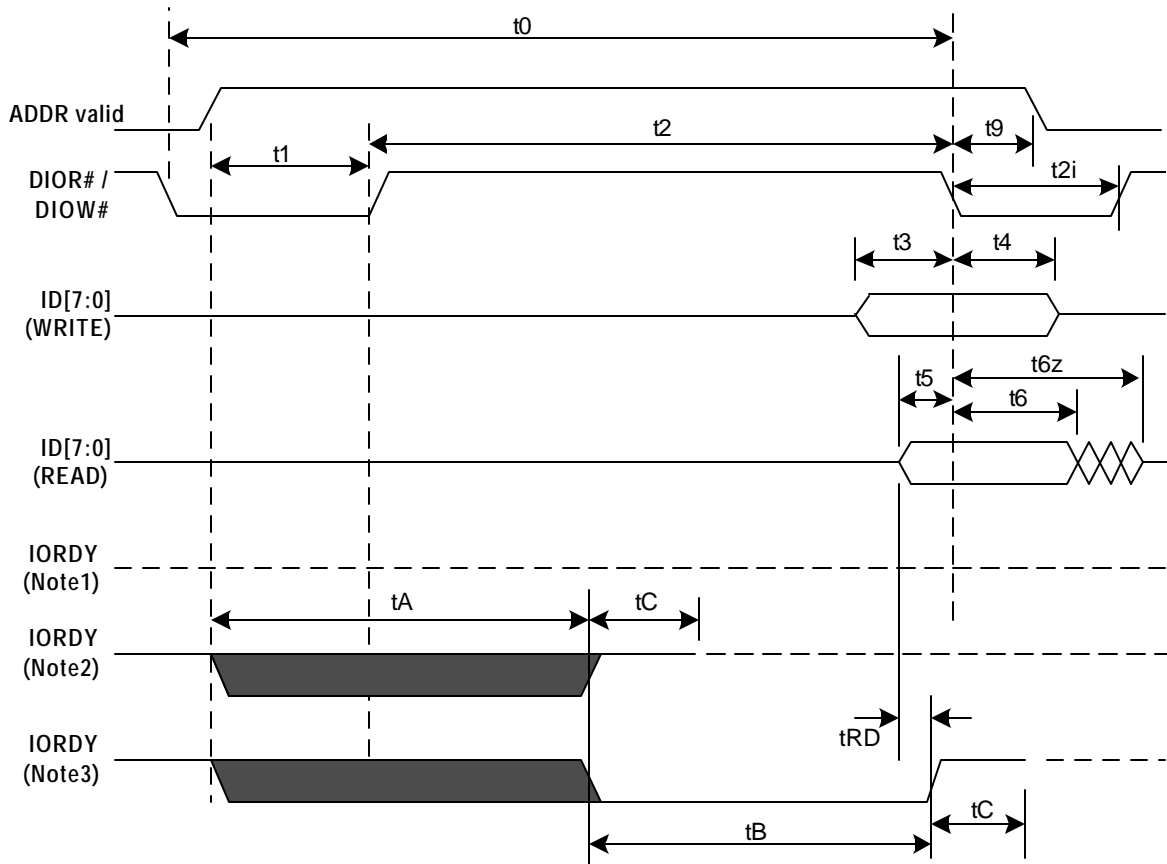 t0
ADDR valid
t2
t9
t1
DIOR# /
DIOW#
t2i
t3
t4
ID[7:0]
(WRITE)
t6z
t5
t6
ID[7:0]
(READ)
IORDY
(Note1)
tA
tC
IORDY
(Note2)
tRD
IORDY
(Note3)
tC
tB